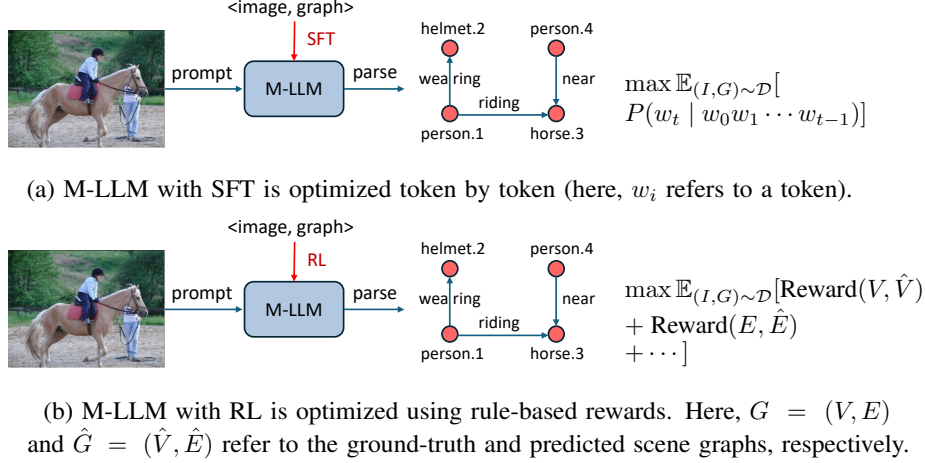 <image, graph>
SFT
prompt
M-LLM
parse
helmet.2
person.4
wearing
near
riding
person.1
horse.3
max 𝔼_{(I,G)∼𝒟}[
P(w_t | w_0w_1 ⋯ w_{t−1})]
(a) M-LLM with SFT is optimized token by token (here, w_i refers to a token).
<image, graph>
RL
prompt
M-LLM
parse
helmet.2
person.4
wearing
near
riding
person.1
horse.3
max 𝔼_{(I,G)∼𝒟}[Reward(V, V̂)
+ Reward(E, Ê)
+ ⋯ ]
(b) M-LLM with RL is optimized using rule-based rewards. Here, G = (V, E)
and Ĝ = (V̂, Ê) refer to the ground-truth and predicted scene graphs, respectively.